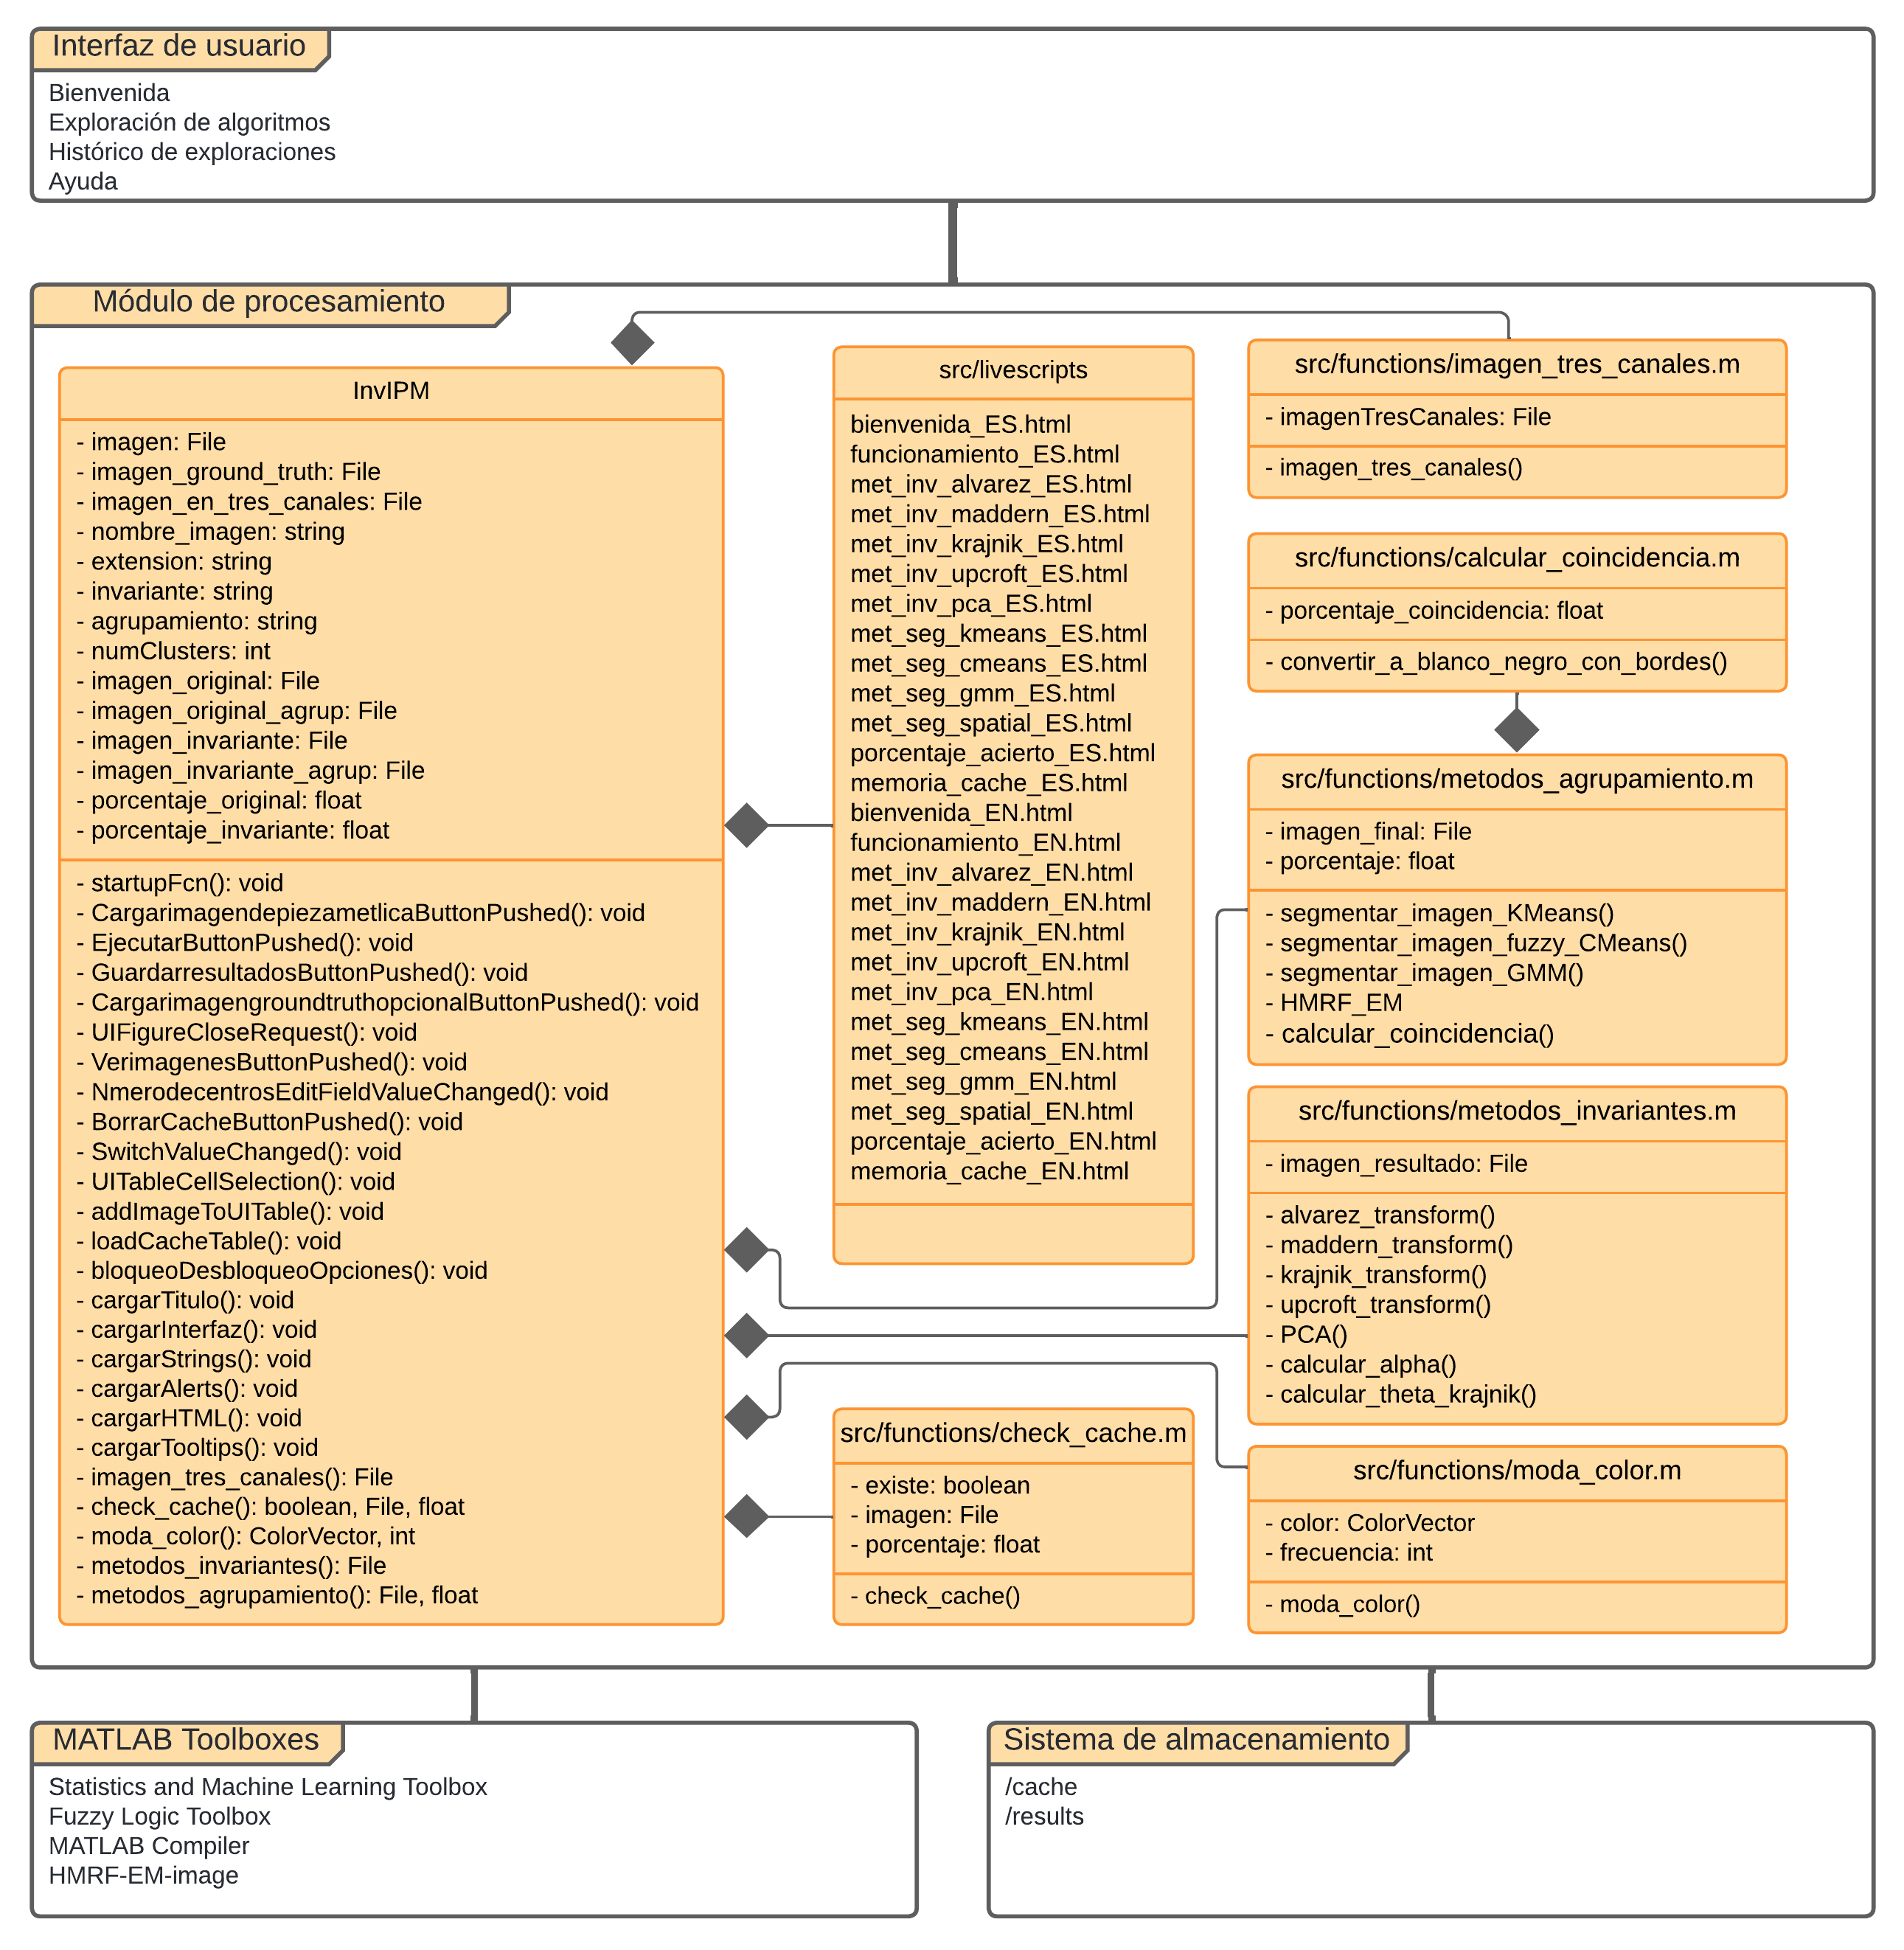 Interfaz de usuario
Bienvenida
Exploración de algoritmos
Histórico de exploraciones
Ayuda
Módulo de procesamiento
InvIPM
- imagen: File
- imagen_ground_truth: File
- imagen_en_tres_canales: File
- nombre_imagen: string
- extension: string
- invariante: string
- agrupamiento: string
- numClusters: int
- imagen_original: File
- imagen_original_agrup: File
- imagen_invariante: File
- imagen_invariante_agrup: File
- porcentaje_original: float
- porcentaje_invariante: float
- startupFcn(): void
- CargarimagendepiezametlicaButtonPushed(): void
- EjecutarButtonPushed(): void
- GuardarresultadosButtonPushed(): void
- CargarimagengroundtruthopcionalButtonPushed(): void
- UIFigureCloseRequest(): void
- VerimagenesButtonPushed(): void
- NmerodecentrosEditFieldValueChanged(): void
- BorrarCacheButtonPushed(): void
- SwitchValueChanged(): void
- UITableCellSelection(): void
- addImageToUITable(): void
- loadCacheTable(): void
- bloqueoDesbloqueoOpciones(): void
- cargarTitulo(): void
- cargarInterfaz(): void
- cargarStrings(): void
- cargarAlerts(): void
- cargarHTML(): void
- cargarTooltips(): void
- imagen_tres_canales(): File
- check_cache(): boolean, File, float
- moda_color(): ColorVector, int
- metodos_invariantes(): File
- metodos_agrupamiento(): File, float
src/livescripts
bienvenida_ES.html
funcionamiento_ES.html
met_inv_alvarez_ES.html
met_inv_maddern_ES.html
met_inv_krajnik_ES.html
met_inv_upcroft_ES.html
met_inv_pca_ES.html
met_seg_kmeans_ES.html
met_seg_cmeans_ES.html
met_seg_gmm_ES.html
met_seg_spatial_ES.html
porcentaje_acierto_ES.html
memoria_cache_ES.html
bienvenida_EN.html
funcionamiento_EN.html
met_inv_alvarez_EN.html
met_inv_maddern_EN.html
met_inv_krajnik_EN.html
met_inv_upcroft_EN.html
met_inv_pca_EN.html
met_seg_kmeans_EN.html
met_seg_cmeans_EN.html
met_seg_gmm_EN.html
met_seg_spatial_EN.html
porcentaje_acierto_EN.html
memoria_cache_EN.html
src/functions/check_cache.m
- existe: boolean
- imagen: File
- porcentaje: float
- check_cache()
src/functions/imagen_tres_canales.m
- imagenTresCanales: File
- imagen_tres_canales()
src/functions/calcular_coincidencia.m
- porcentaje_coincidencia: float
- convertir_a_blanco_negro_con_bordes()
src/functions/metodos_agrupamiento.m
- imagen_final: File
- porcentaje: float
- segmentar_imagen_KMeans()
- segmentar_imagen_fuzzy_CMeans()
- segmentar_imagen_GMM()
- HMRF_EM
- calcular_coincidencia()
src/functions/metodos_invariantes.m
- imagen_resultado: File
- alvarez_transform()
- maddern_transform()
- krajnik_transform()
- upcroft_transform()
- PCA()
- calcular_alpha()
- calcular_theta_krajnik()
src/functions/moda_color.m
- color: ColorVector
- frecuencia: int
- moda_color()
MATLAB Toolboxes
Statistics and Machine Learning Toolbox
Fuzzy Logic Toolbox
MATLAB Compiler
HMRF-EM-image
Sistema de almacenamiento
/cache
/results